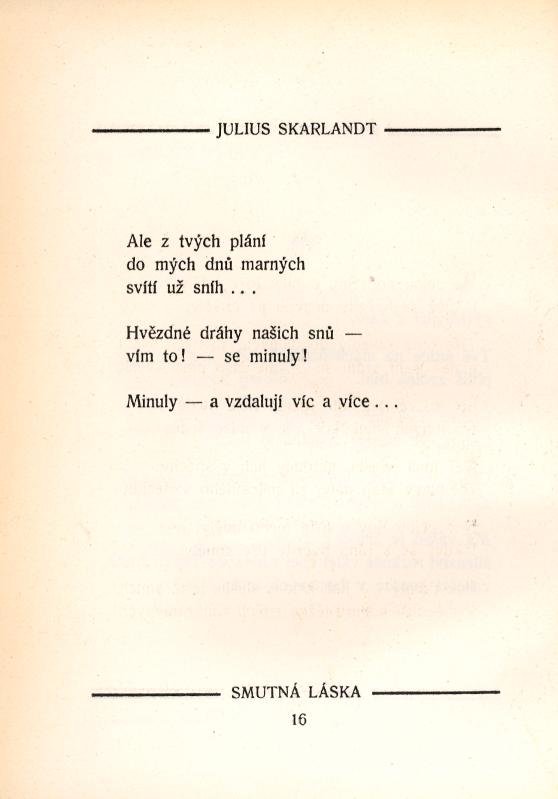 JULIUS SKARLANDT
Ale z tvých plání
do mých dnů marných
svítí už sníh . . .
Hvězdné dráhy našich snů —
vím to! — se minuly!
Minuly — a vzdalují víc a více . . .
SMUTNÁ LÁSKA
16